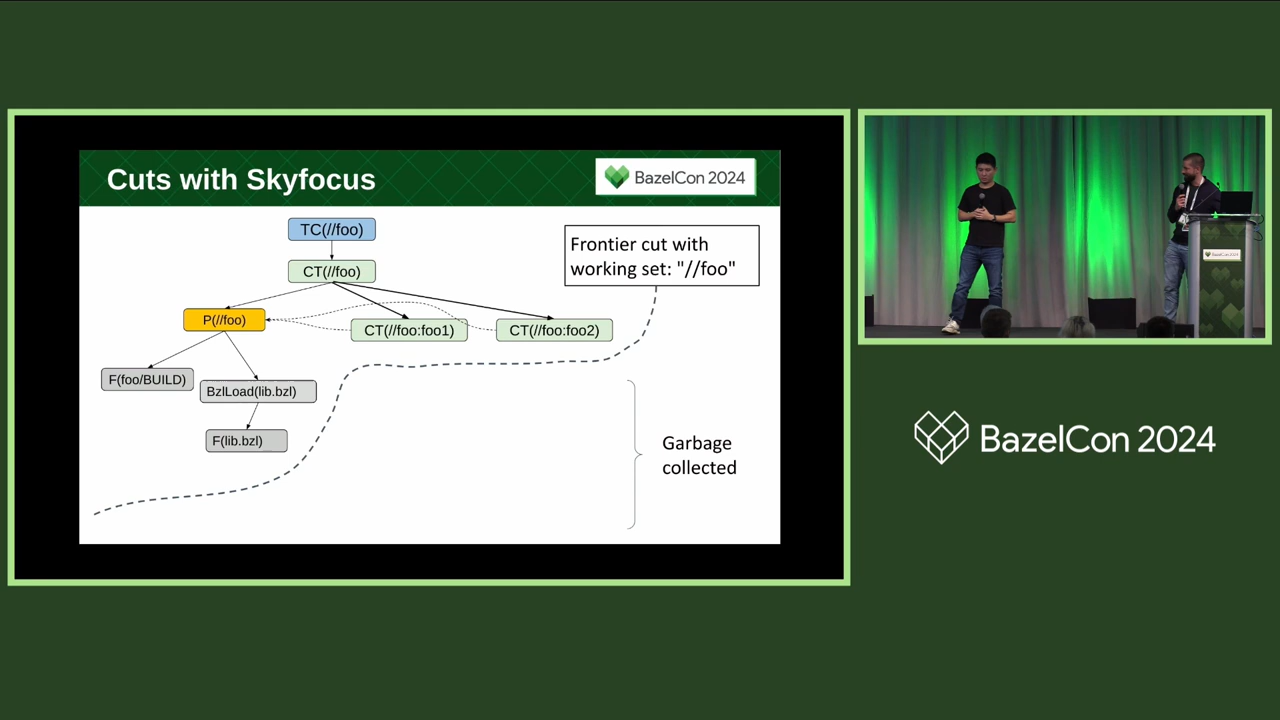 Cuts with Skyfocus
BazelCon 2024
TC(//foo)
CT(//foo)
Frontier cut with
working set: "//foo"
P(//foo)
CT(//foo:foo1)
CT(//foo:foo2)
F(foo/BUILD)
BzlLoad(lib.bzl)
F(lib.bzl)
Garbage
collected
BazelCon 2024